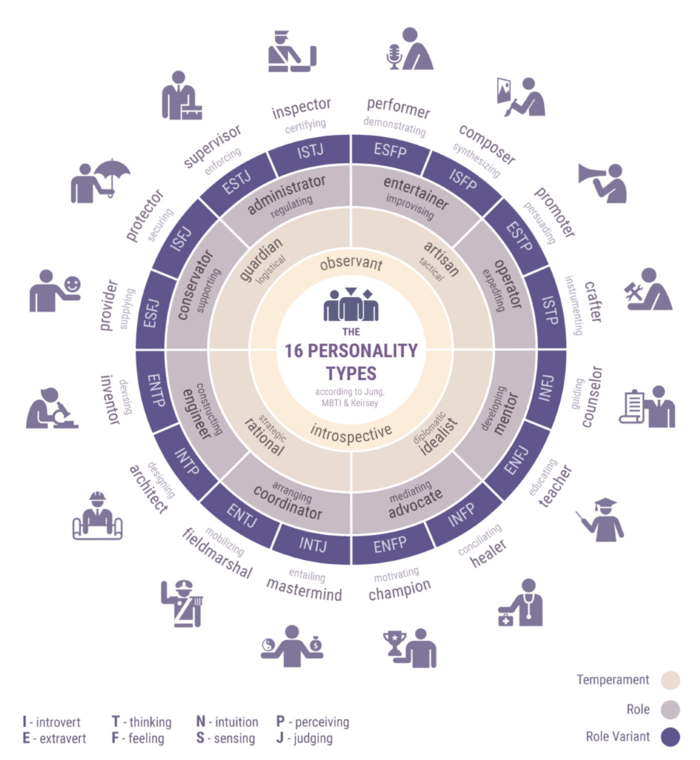 inspector
certifying
ISTJ
performer
demonstrating
ESFP
composer
synthesizing
ISFP
promoter
persuading
ESTP
crafter
instrumenting
ISTP
counselor
guiding
INFJ
teacher
educating
ENFJ
healer
conciliating
INFP
champion
motivating
ENFP
mastermind
entailing
INTJ
fieldmarshal
mobilizing
ENTJ
architect
designing
INTP
inventor
devising
ENTP
provider
supplying
ESFJ
protector
securing
ISFJ
supervisor
enforcing
ESTJ
administrator
regulating
entertainer
improvising
operator
expediting
developing
mentor
mediating
advocate
arranging
coordinator
constructing
engineer
conservator
supporting
guardian
logistical
artisan
tactical
diplomatic
idealist
strategic
rational
observant
introspective
THE
16 PERSONALITY
TYPES
according to Jung,
MBTI & Keirsey
Temperament
Role
Role Variant
I - introvert T - thinking N - intuition P - perceiving
E - extravert F - feeling S - sensing J - judging